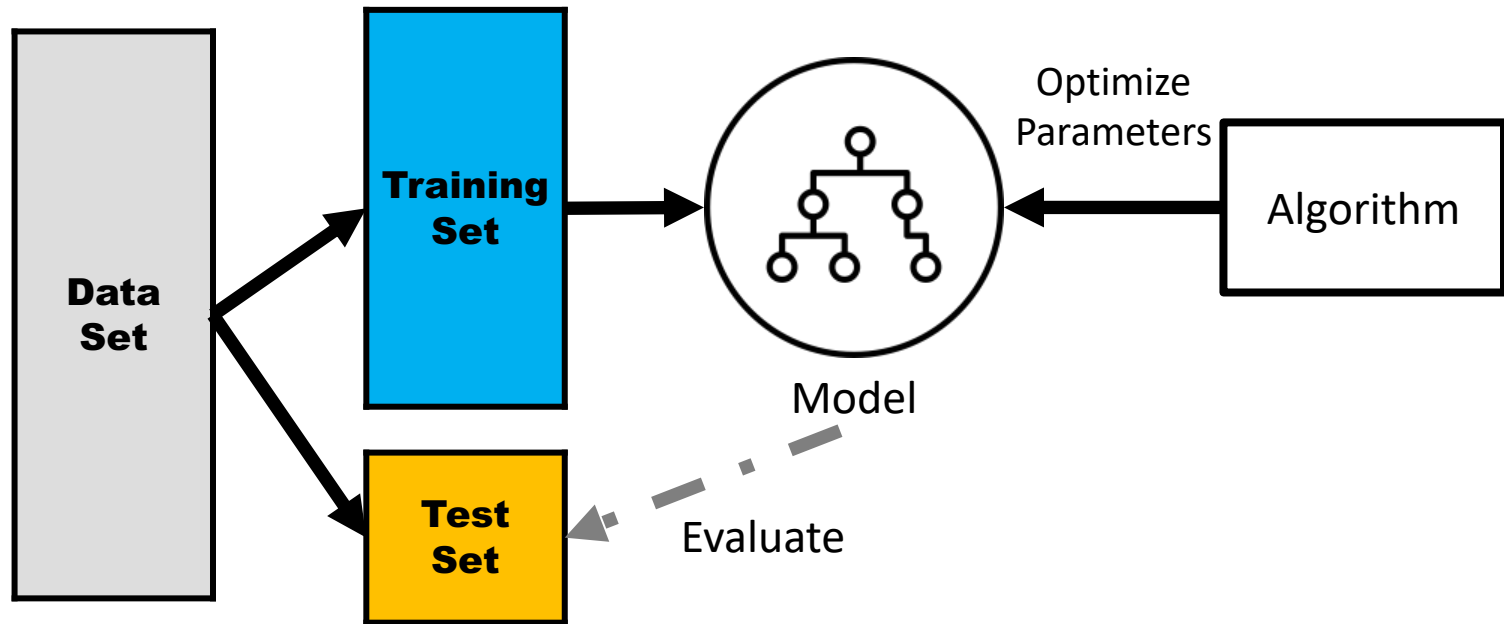 Data
Set
Training
Set
Test
Set
Model
Evaluate
Optimize
Parameters
Algorithm